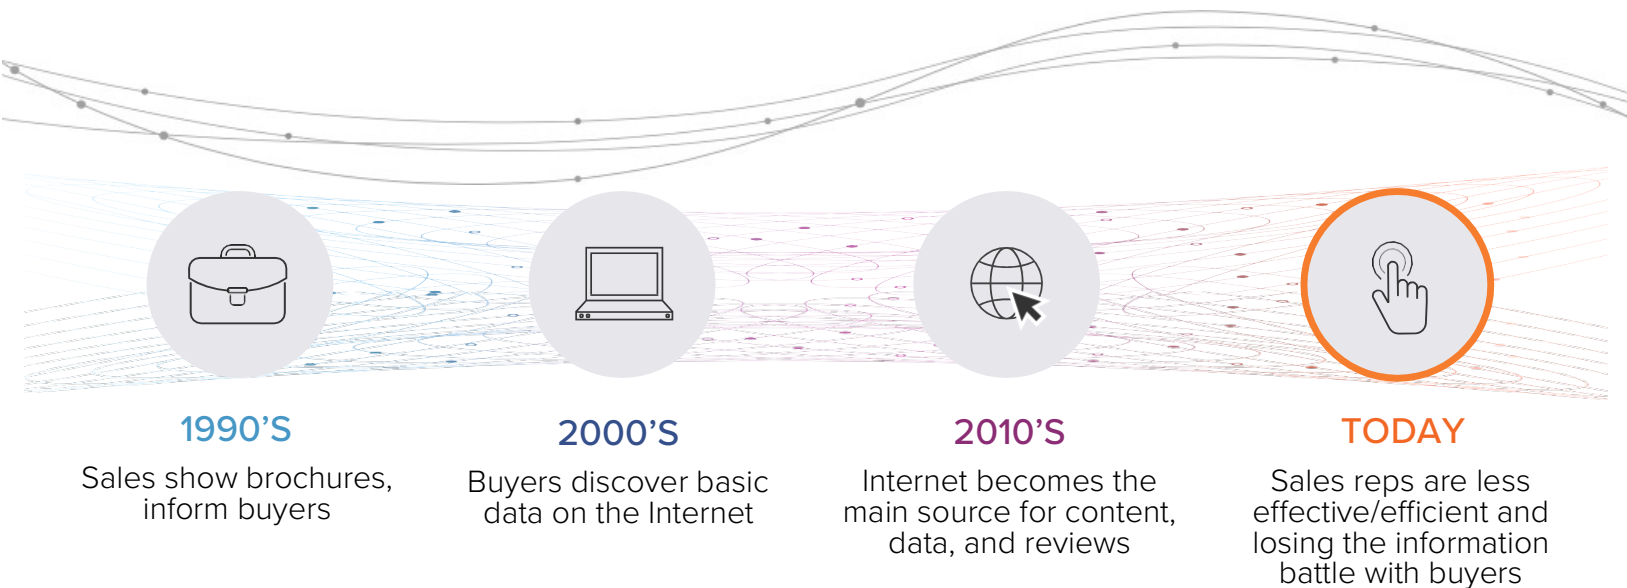 1990'S
Sales show brochures,
inform buyers
2000'S
Buyers discover basic
data on the Internet
2010'S
Internet becomes the
main source for content,
data, and reviews
TODAY
Sales reps are less
effective/efficient and
losing the information
battle with buyers